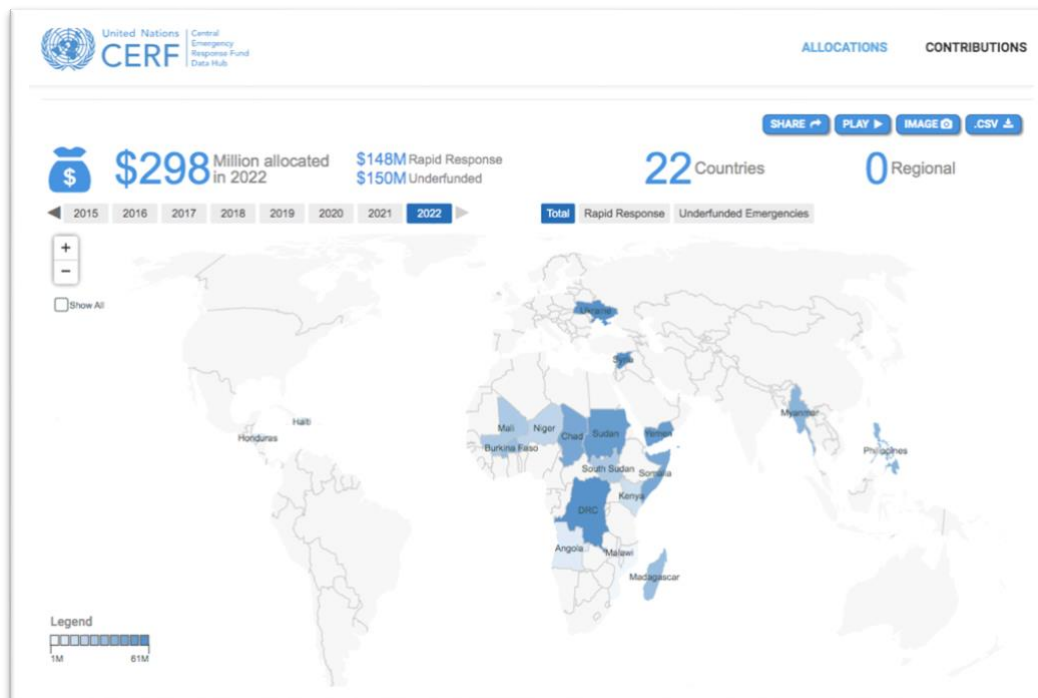 United Nations
CERF
Central
Emergency
Response Fund
Data Hub
ALLOCATIONS CONTRIBUTIONS
SHARE PLAY IMAGE .CSV
$
$298 Million allocated
in 2022
$148M Rapid Response
$150M Underfunded
22 Countries
0 Regional
2015 2016 2017 2018 2019 2020 2021 2022
Total Rapid Response Underfunded Emergencies
+
−
Show All
Ukraine
Syria
Haiti
Honduras
Mali Niger Chad Sudan Yemen
Burkina Faso
Myanmar
Philippines
South Sudan Somalia
Kenya
DRC
Angola Malawi
Madagascar
Legend
1M 61M